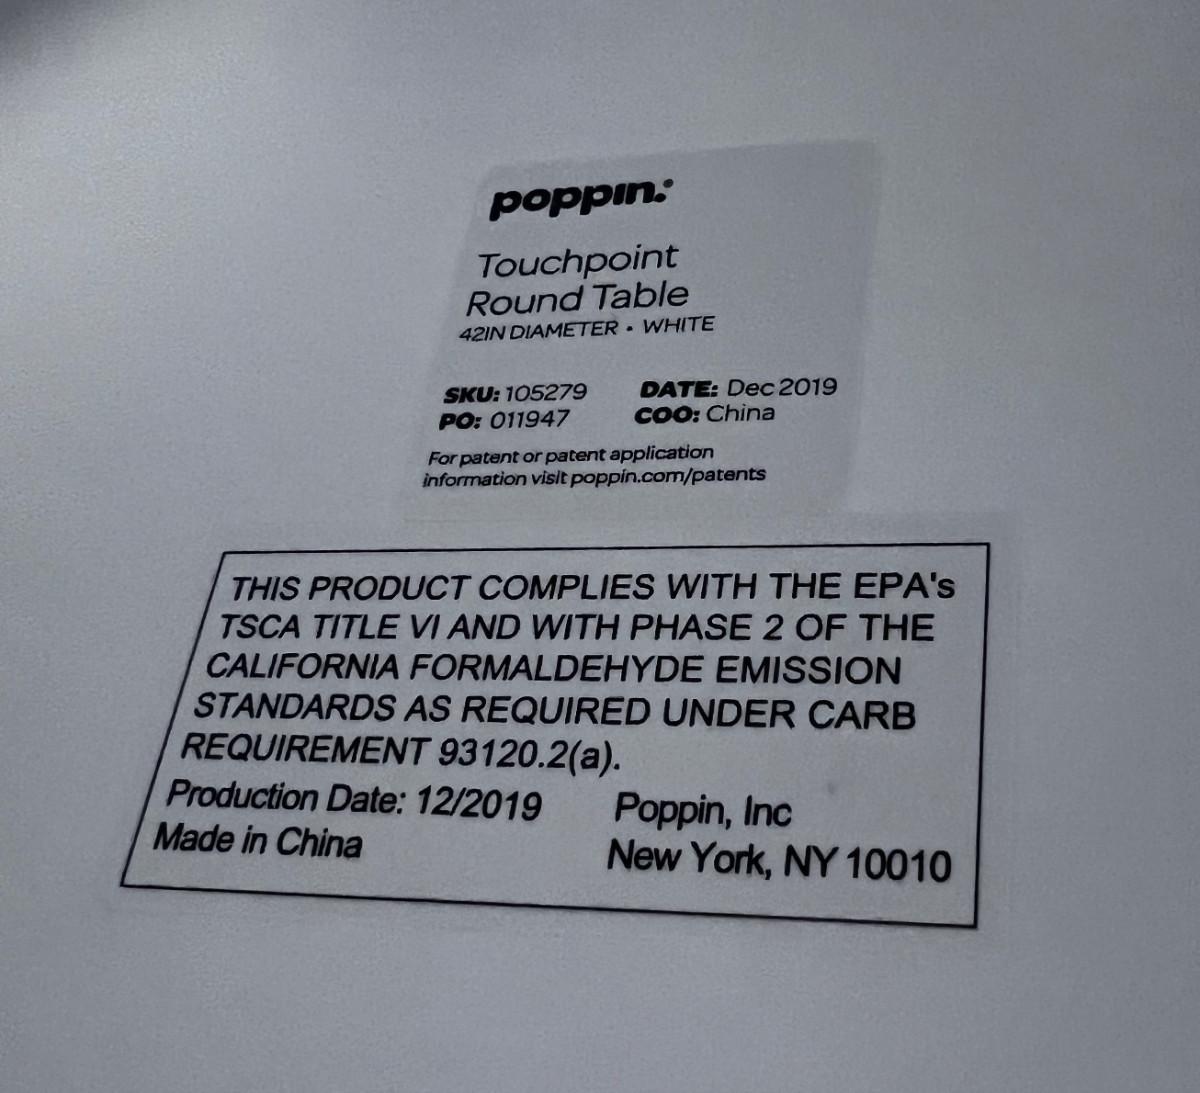 poppin.
Touchpoint
Round Table
42IN DIAMETER • WHITE
SKU: 105279 DATE: Dec 2019
PO: 011947 COO: China
For patent or patent application
information visit poppin.com/patents
THIS PRODUCT COMPLIES WITH THE EPA's
TSCA TITLE VI AND WITH PHASE 2 OF THE
CALIFORNIA FORMALDEHYDE EMISSION
STANDARDS AS REQUIRED UNDER CARB
REQUIREMENT 93120.2(a).
Production Date: 12/2019 Poppin, Inc
Made in China New York, NY 10010